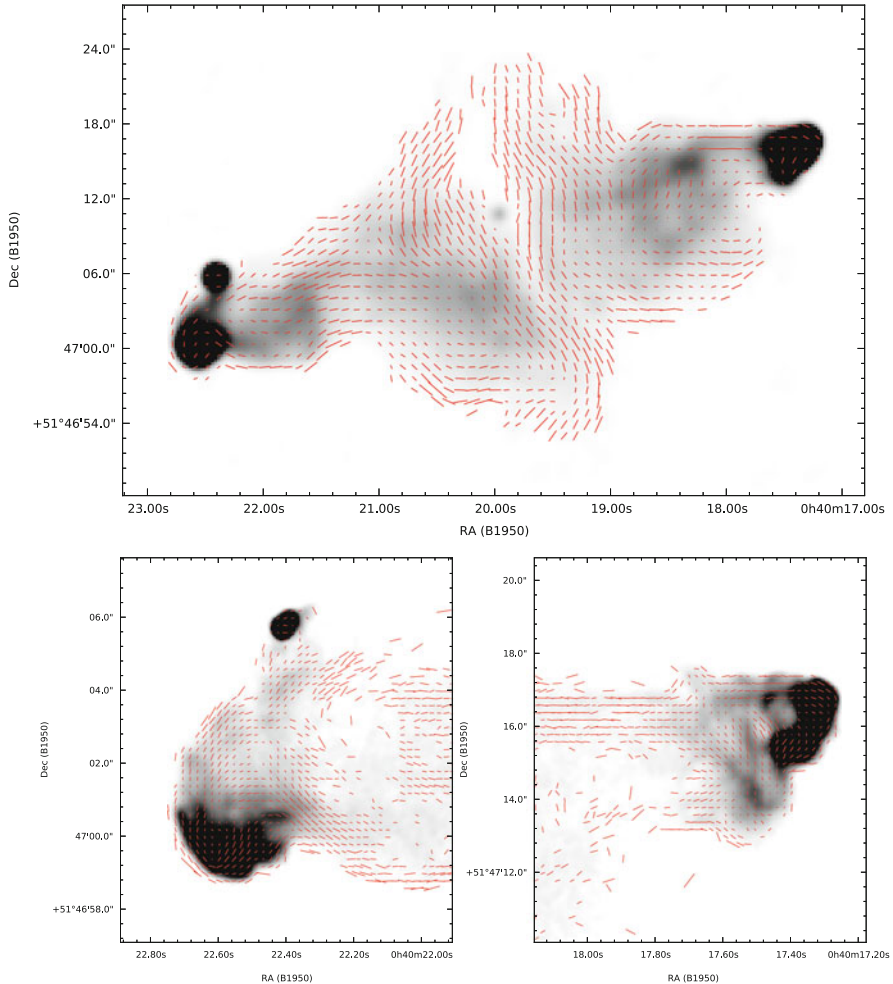 24.0"
18.0"
12.0"
06.0"
47'00.0"
+51°46'54.0"
Dec (B1950)
23.00s 22.00s 21.00s 20.00s 19.00s 18.00s 0h40m17.00s
RA (B1950)
06.0"
04.0"
02.0"
47'00.0"
+51°46'58.0"
Dec (B1950)
22.80s 22.60s 22.40s 22.20s 0h40m22.00s
RA (B1950)
20.0"
18.0"
16.0"
14.0"
+51°47'12.0"
Dec (B1950)
18.00s 17.80s 17.60s 17.40s 0h40m17.20s
RA (B1950)